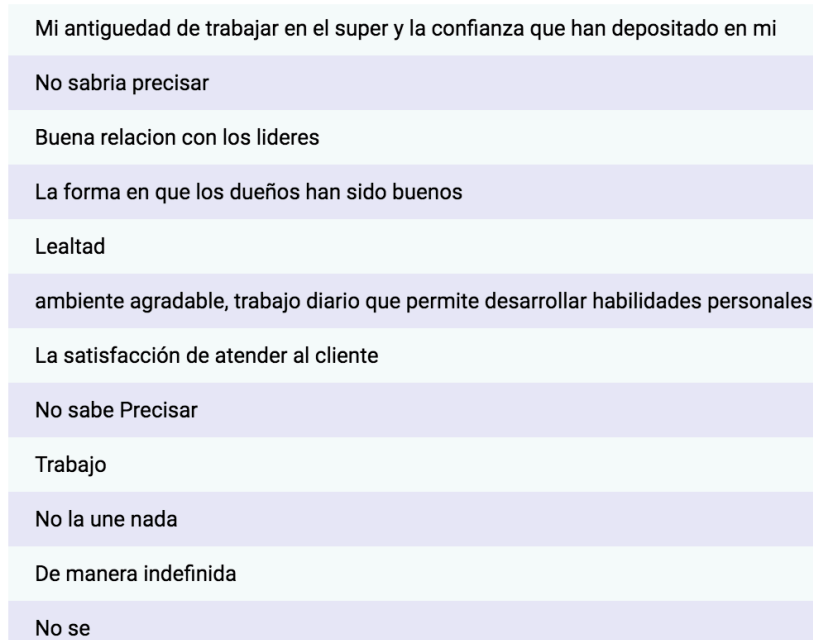 Mi antiguedad de trabajar en el super y la confianza que han depositado en mi
No sabria precisar
Buena relacion con los lideres
La forma en que los dueños han sido buenos
Lealtad
ambiente agradable, trabajo diario que permite desarrollar habilidades personales
La satisfacción de atender al cliente
No sabe Precisar
Trabajo
No la une nada
De manera indefinida
No se